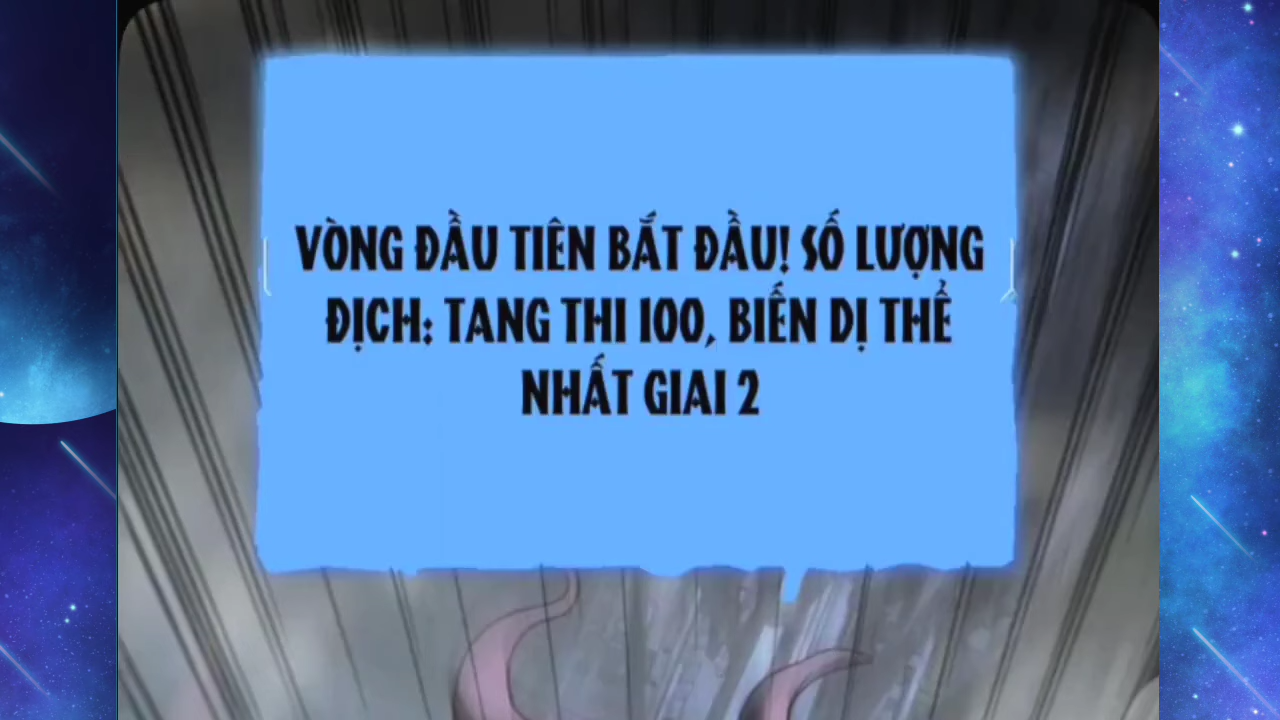 VÒNG ĐẦU TIÊN BẮT ĐẦU! SỐ LƯỢNG
ĐỊCH: TANG THI 100, BIẾN DỊ THỂ
NHẤT GIAI 2